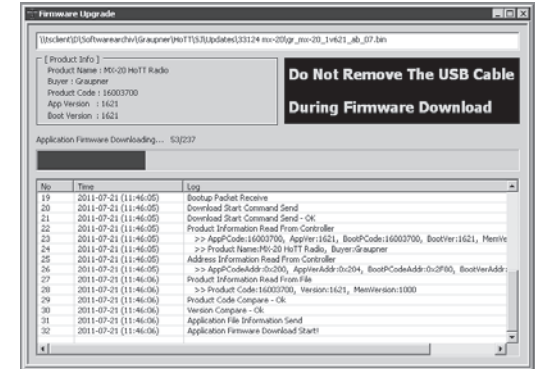 Firmware Upgrade
\\tsclient\D\Softwarearchiv\Graupner\HoTT\SJ\Updates\33124 mx-20\gr_mx-20_1v621_ab_07.bin
[ Product Info ]
Product Name : MX-20 HoTT Radio
Buyer : Graupner
Product Code : 16003700
App Version : 1621
Boot Version : 1621
Do Not Remove The USB Cable
During Firmware Download
Application Firmware Downloading... 53/237
No Time Log
19 2011-07-21 (11:46:05) Bootup Packet Receive
20 2011-07-21 (11:46:05) Download Start Command Send
21 2011-07-21 (11:46:05) Download Start Command Send - OK
22 2011-07-21 (11:46:05) Product Information Read From Controller
23 2011-07-21 (11:46:05) >> AppPCode:16003700, AppVer:1621, BootPCode:16003700, BootVer:1621, MemVe
24 2011-07-21 (11:46:05) >> Product Name:MX-20 HoTT Radio, Buyer:Graupner
25 2011-07-21 (11:46:05) Address Information Read From Controller
26 2011-07-21 (11:46:05) >> AppPCodeAddr:0x200, AppVerAddr:0x204, BootPCodeAddr:0x2F80, BootVerAddr:
27 2011-07-21 (11:46:06) Product Information Read From File
28 2011-07-21 (11:46:06) >> Product Code:16003700, Version:1621, MemVersion:1000
29 2011-07-21 (11:46:06) Product Code Compare - Ok
30 2011-07-21 (11:46:06) Version Compare - Ok
31 2011-07-21 (11:46:06) Application File Information Send
32 2011-07-21 (11:46:06) Application Firmware Download Start!